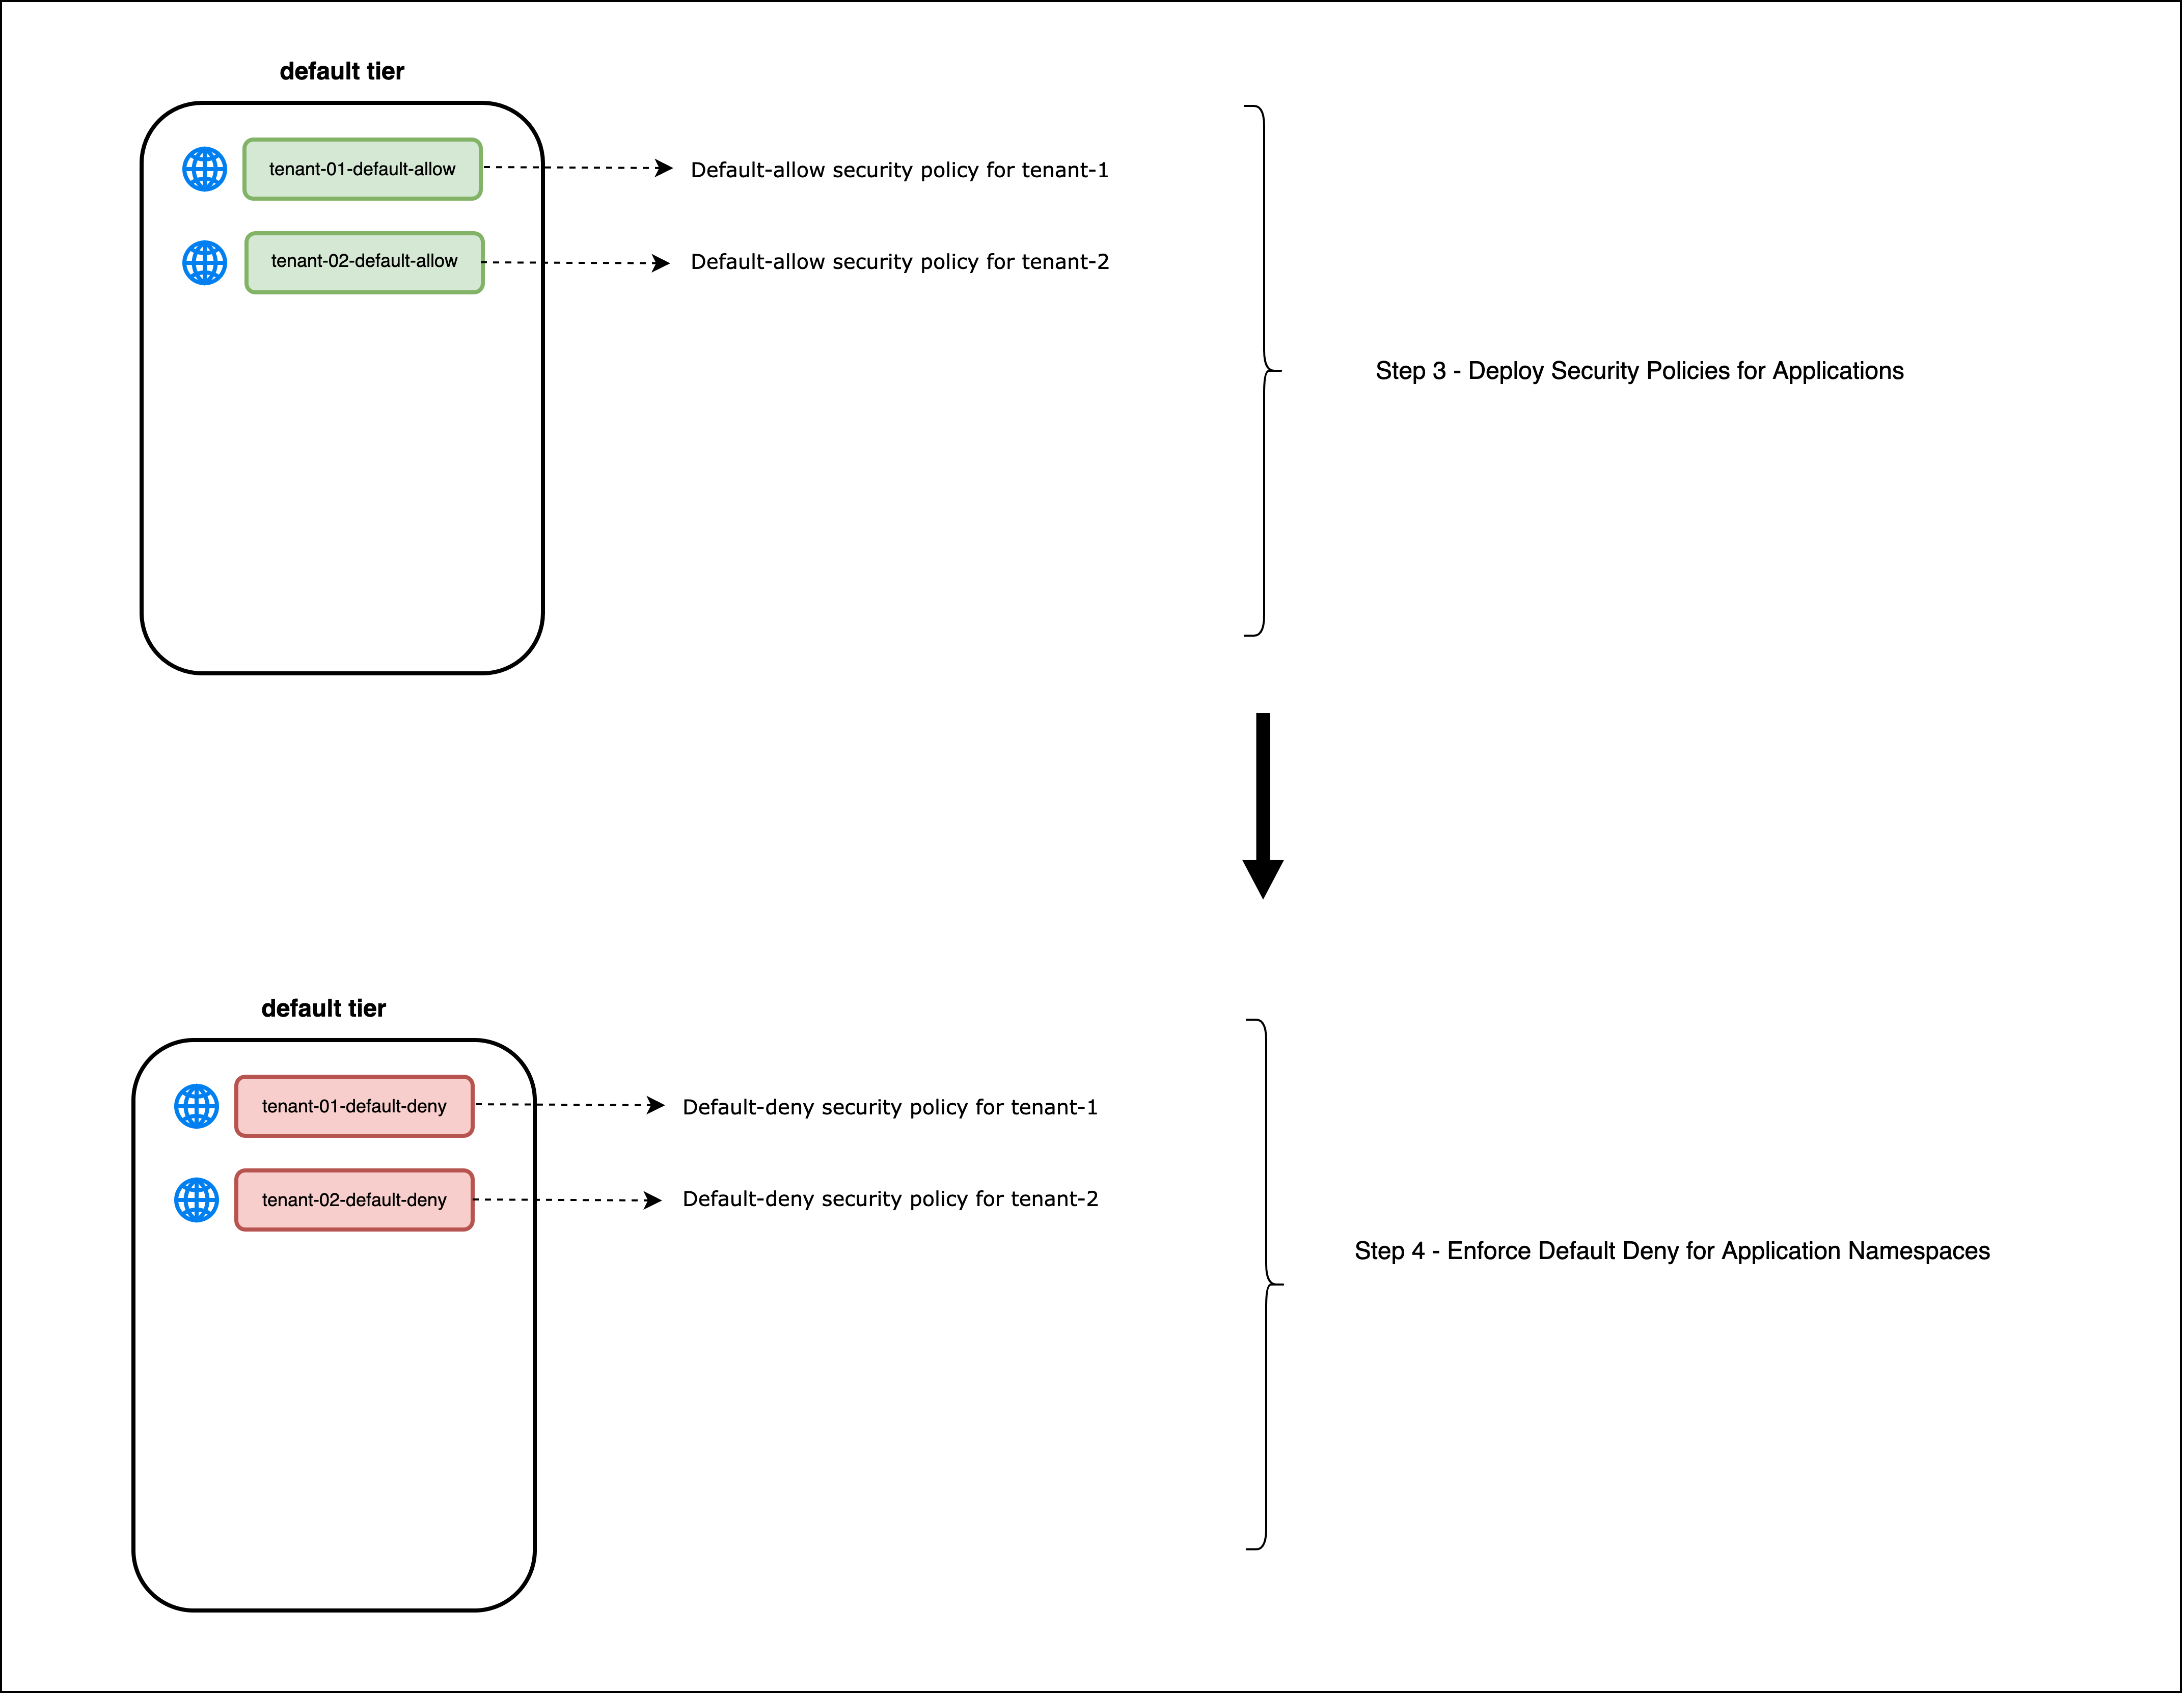 default tier
tenant-01-default-allow
Default-allow security policy for tenant-1
tenant-02-default-allow
Default-allow security policy for tenant-2
Step 3 - Deploy Security Policies for Applications
default tier
tenant-01-default-deny
Default-deny security policy for tenant-1
tenant-02-default-deny
Default-deny security policy for tenant-2
Step 4 - Enforce Default Deny for Application Namespaces